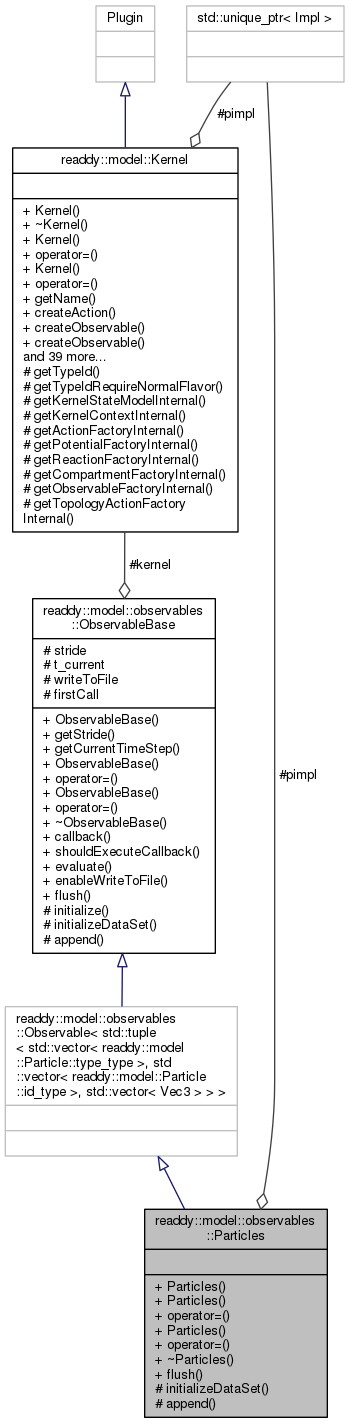 Plugin
std::unique_ptr< Impl >
#pimpl
readdy::model::Kernel
+ Kernel()
+ ~Kernel()
+ Kernel()
+ operator=()
+ Kernel()
+ operator=()
+ getName()
+ createAction()
+ createObservable()
+ createObservable()
and 39 more...
# getTypeId()
# getTypeIdRequireNormalFlavor()
# getKernelStateModelInternal()
# getKernelContextInternal()
# getActionFactoryInternal()
# getPotentialFactoryInternal()
# getReactionFactoryInternal()
# getCompartmentFactoryInternal()
# getObservableFactoryInternal()
# getTopologyActionFactory
Internal()
#kernel
readdy::model::observables
::ObservableBase
# stride
# t_current
# writeToFile
# firstCall
+ ObservableBase()
+ getStride()
+ getCurrentTimeStep()
+ ObservableBase()
+ operator=()
+ ObservableBase()
+ operator=()
+ ~ObservableBase()
+ callback()
+ shouldExecuteCallback()
+ evaluate()
+ enableWriteToFile()
+ flush()
# initialize()
# initializeDataSet()
# append()
#pimpl
readdy::model::observables
::Observable< std::tuple
< std::vector< readdy::model
::Particle::type_type >, std
::vector< readdy::model::Particle
::id_type >, std::vector< Vec3 > > >
readdy::model::observables
::Particles
+ Particles()
+ Particles()
+ operator=()
+ Particles()
+ operator=()
+ ~Particles()
+ flush()
# initializeDataSet()
# append()